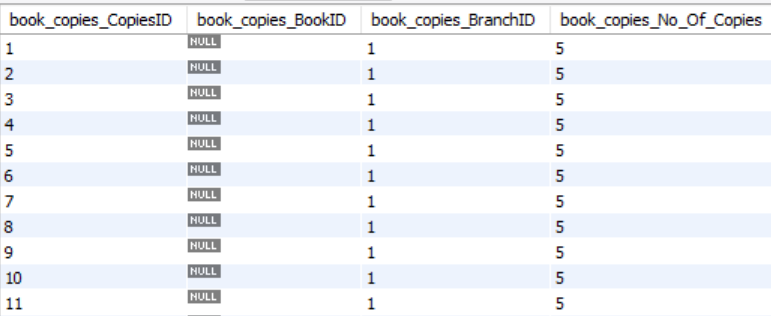 book_copies_CopiesID book_copies_BookID book_copies_BranchID book_copies_No_Of_Copies
1 NULL 1 5
2 NULL 1 5
3 NULL 1 5
4 NULL 1 5
5 NULL 1 5
6 NULL 1 5
7 NULL 1 5
8 NULL 1 5
9 NULL 1 5
10 NULL 1 5
11 NULL 1 5